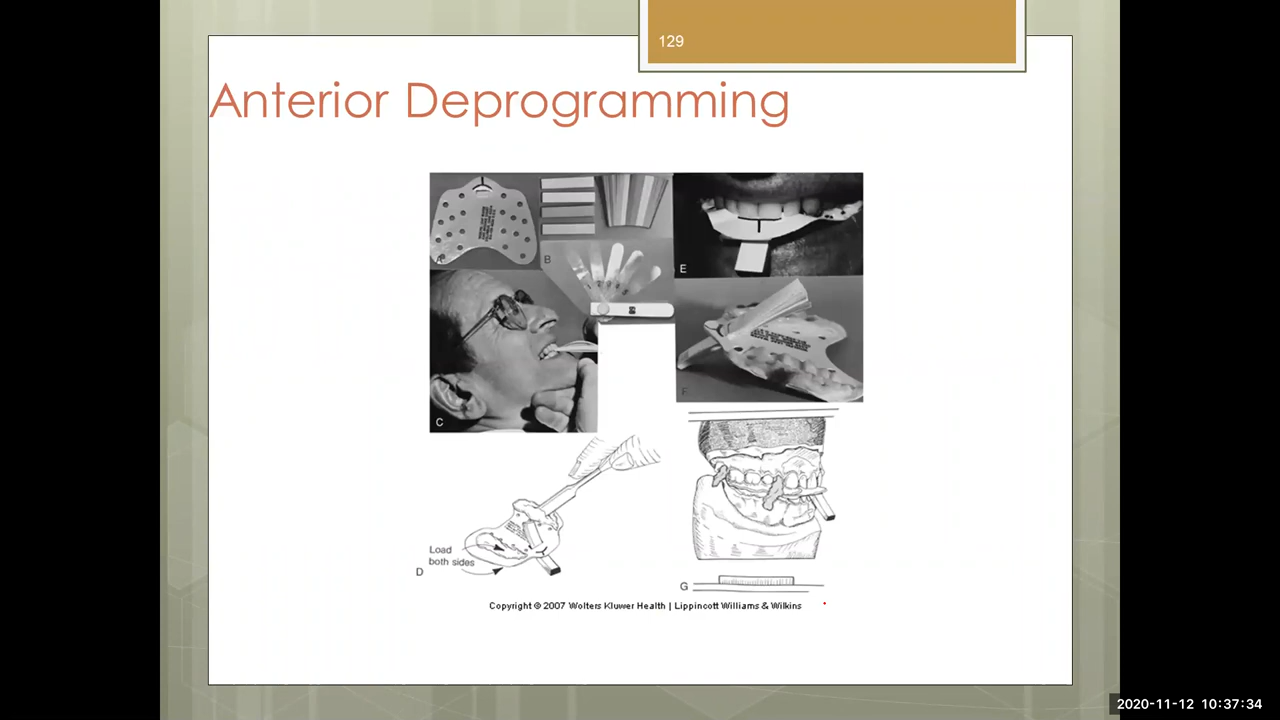 129
Anterior Deprogramming
A
B
E
C
F
Load
both sides
D
G
Copyright © 2007 Wolters Kluwer Health | Lippincott Williams & Wilkins
2020-11-12 10:37:34